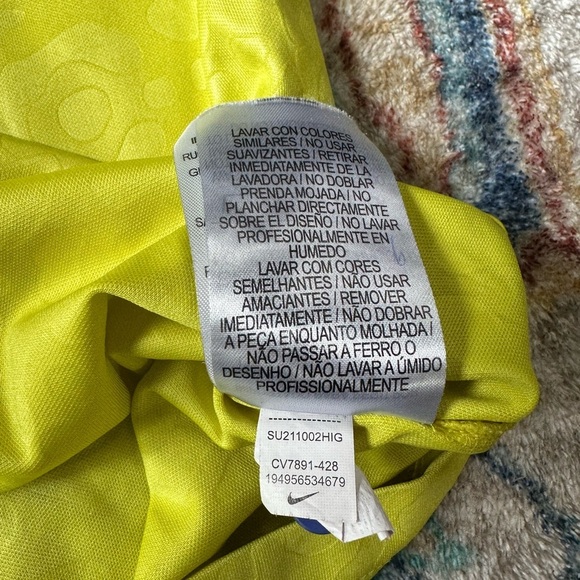 LAVAR CON COLORES
SIMILARES / NO USAR
SUAVIZANTES / RETIRAR
INMEDIATAMENTE DE LA
LAVADORA / NO DOBLAR
PRENDA MOJADA / NO
PLANCHAR DIRECTAMENTE
SOBRE EL DISEÑO / NO LAVAR
PROFESIONALMENTE EN
HUMEDO
LAVAR COM CORES
SEMELHANTES / NÃO USAR
AMACIANTES / REMOVER
IMEDIATAMENTE / NÃO DOBRAR
A PEÇA ENQUANTO MOLHADA /
NÃO PASSAR A FERRO O
DESENHO / NÃO LAVAR A ÚMIDO
PROFISSIONALMENTE
SU211002HIG
CV7891-428
194956534679